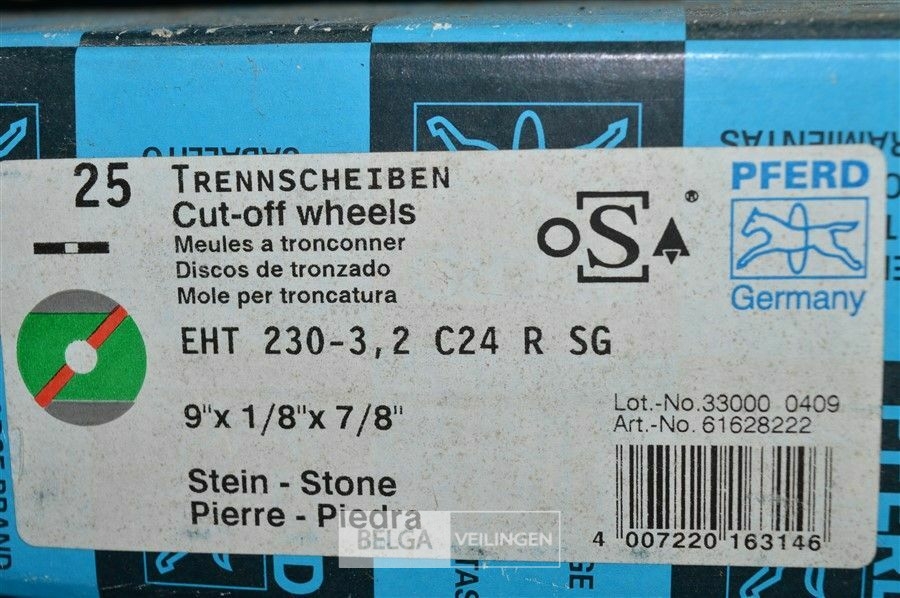 25
TRENNSCHEIBEN
Cut-off wheels
Meules a tronconner
Discos de tronzado
Mole per troncatura
EHT 230-3,2 C24 R SG
9"x 1/8"x 7/8"
Stein - Stone
Pierre - Piedra
oSA
®
PFERD
Germany
Lot.-No.33000 0409
Art.-No. 61628222
4 007220 163146
BELGA VEILINGEN
CABALLITO